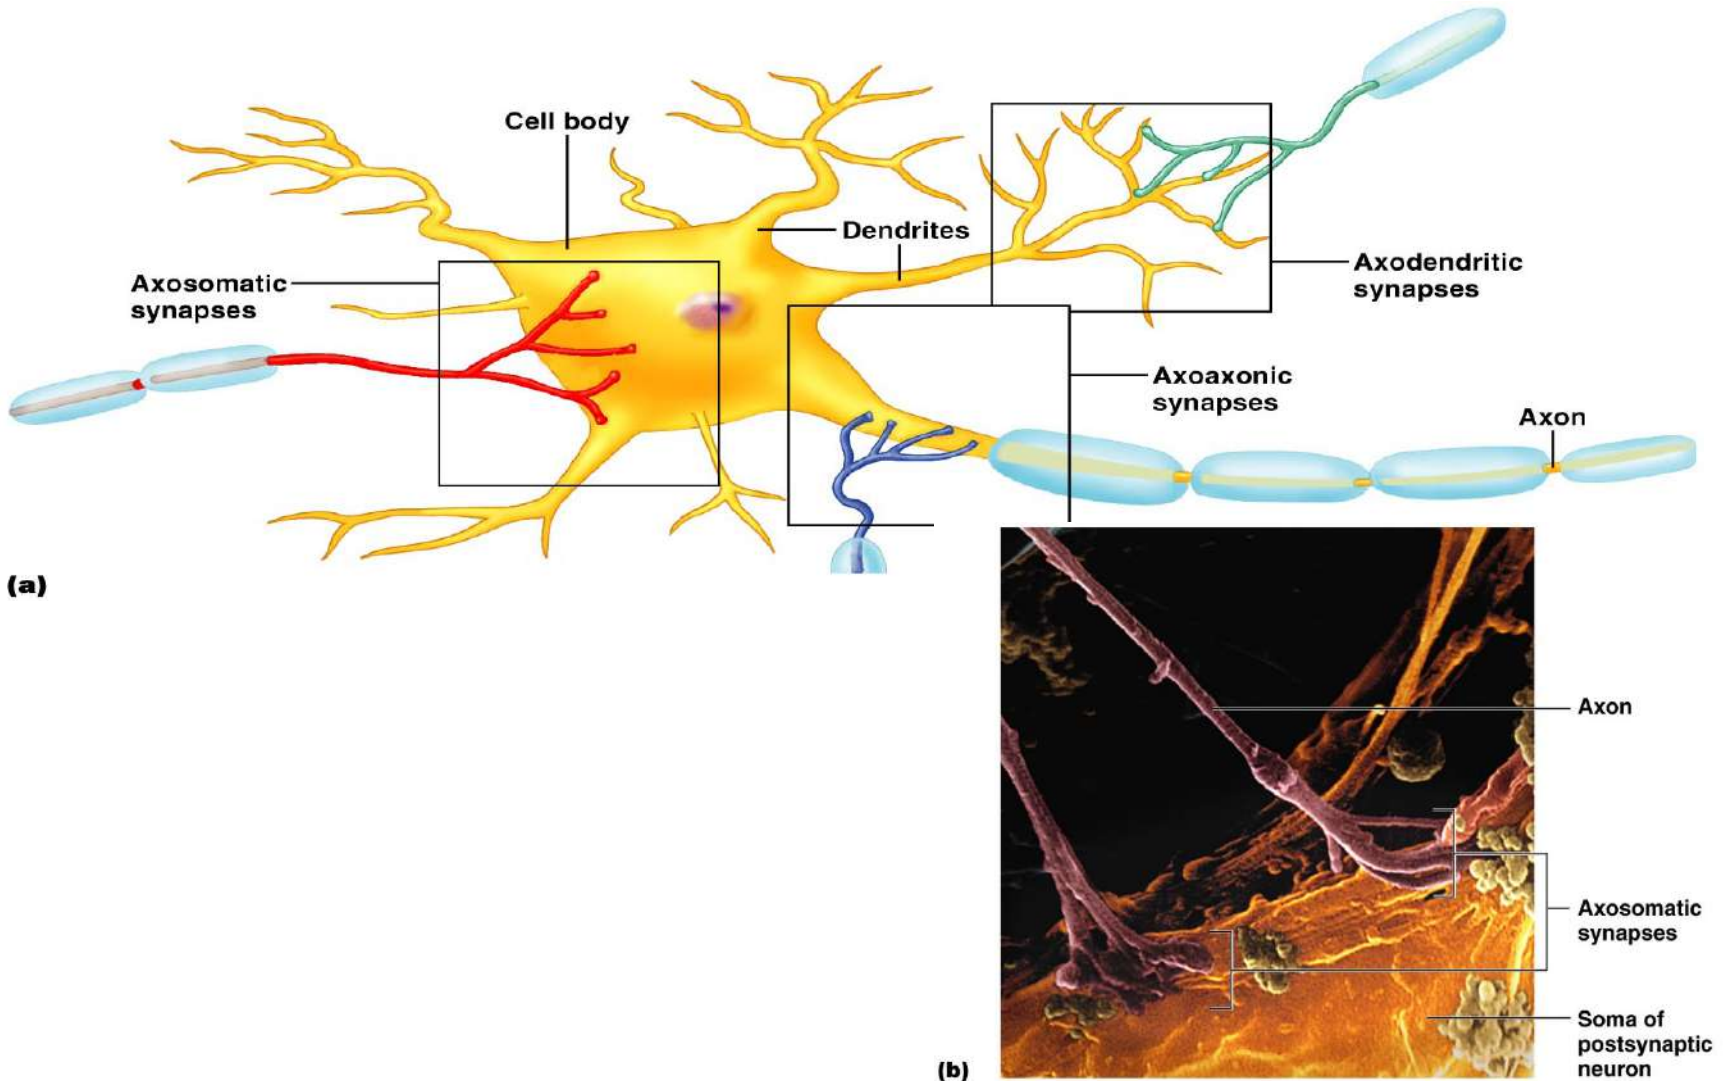 Cell body
Dendrites
Axosomatic
synapses
Axodendritic
synapses
Axoaxonic
synapses
Axon
(a)
Axon
Axosomatic
synapses
Soma of
postsynaptic
neuron
(b)